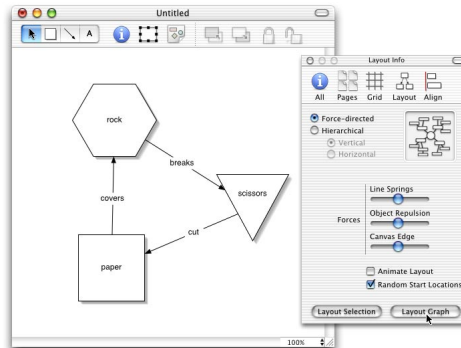 Untitled
A
rock
breaks
scissors
covers
cut
paper
100%
Layout Info
All Pages Grid Layout Align
Force-directed
Hierarchical
Vertical
Horizontal
Line Springs
Forces
Object Repulsion
Canvas Edge
Animate Layout
Random Start Locations
Layout Selection
Layout Graph